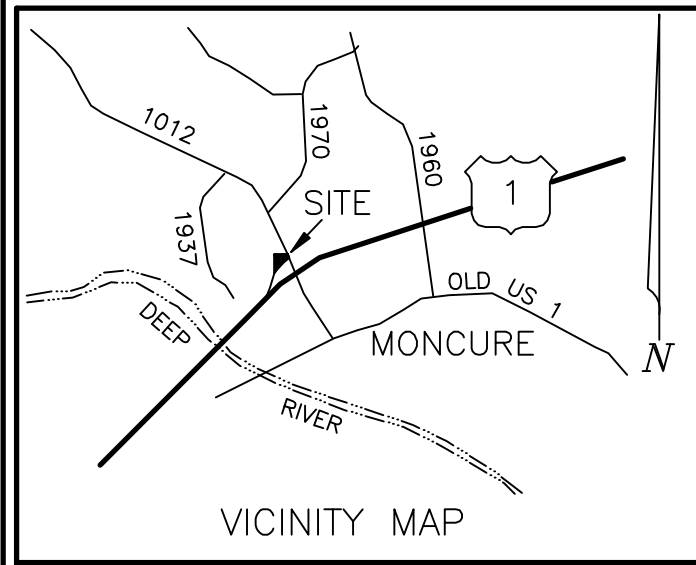 1012
1970
1960
1937
SITE
1
OLD US 1
DEEP
MONCURE
N
RIVER
VICINITY MAP